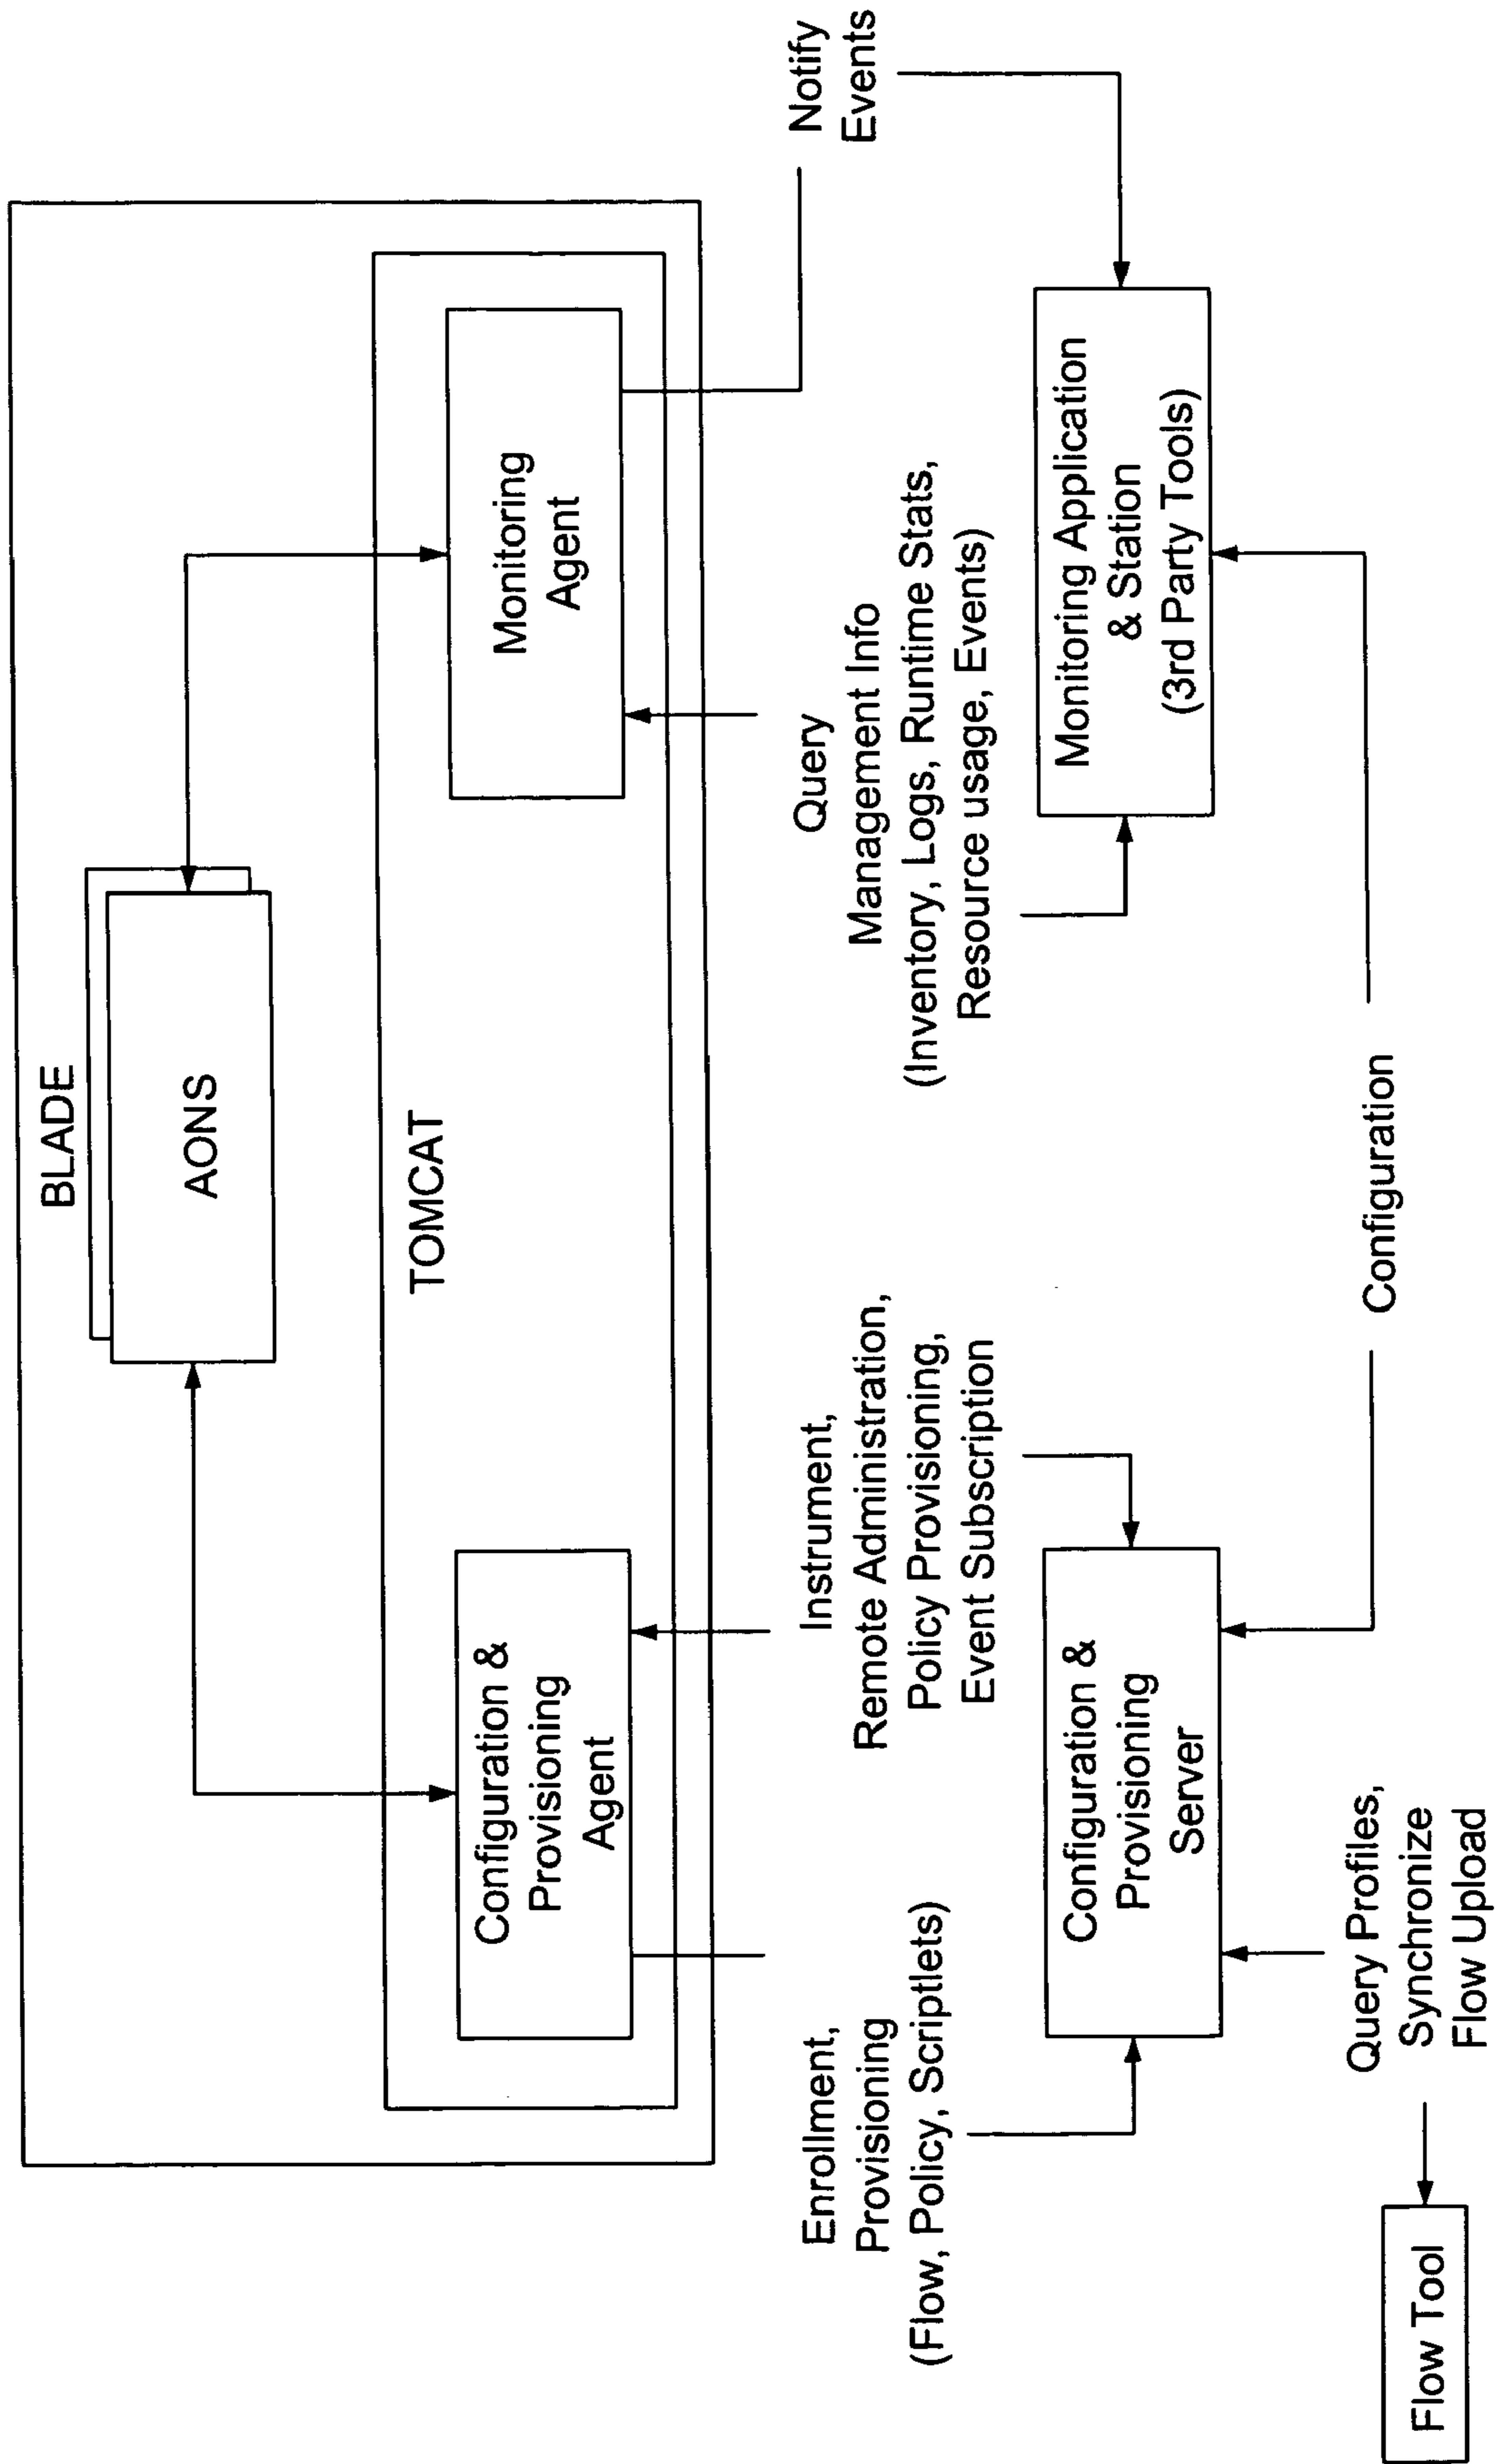 BLADE
AONS
TOMCAT
Configuration &
Provisioning
Agent
Monitoring
Agent
Enrollment,
Provisioning
(Flow, Policy, Scriptlets)
Instrument,
Remote Administration,
Policy Provisioning,
Event Subscription
Query
Management Info
(Inventory, Logs, Runtime Stats,
Resource usage, Events)
Notify
Events
Configuration &
Provisioning
Server
Monitoring Application
& Station
(3rd Party Tools)
Configuration
Query Profiles,
Synchronize
Flow Upload
Flow Tool